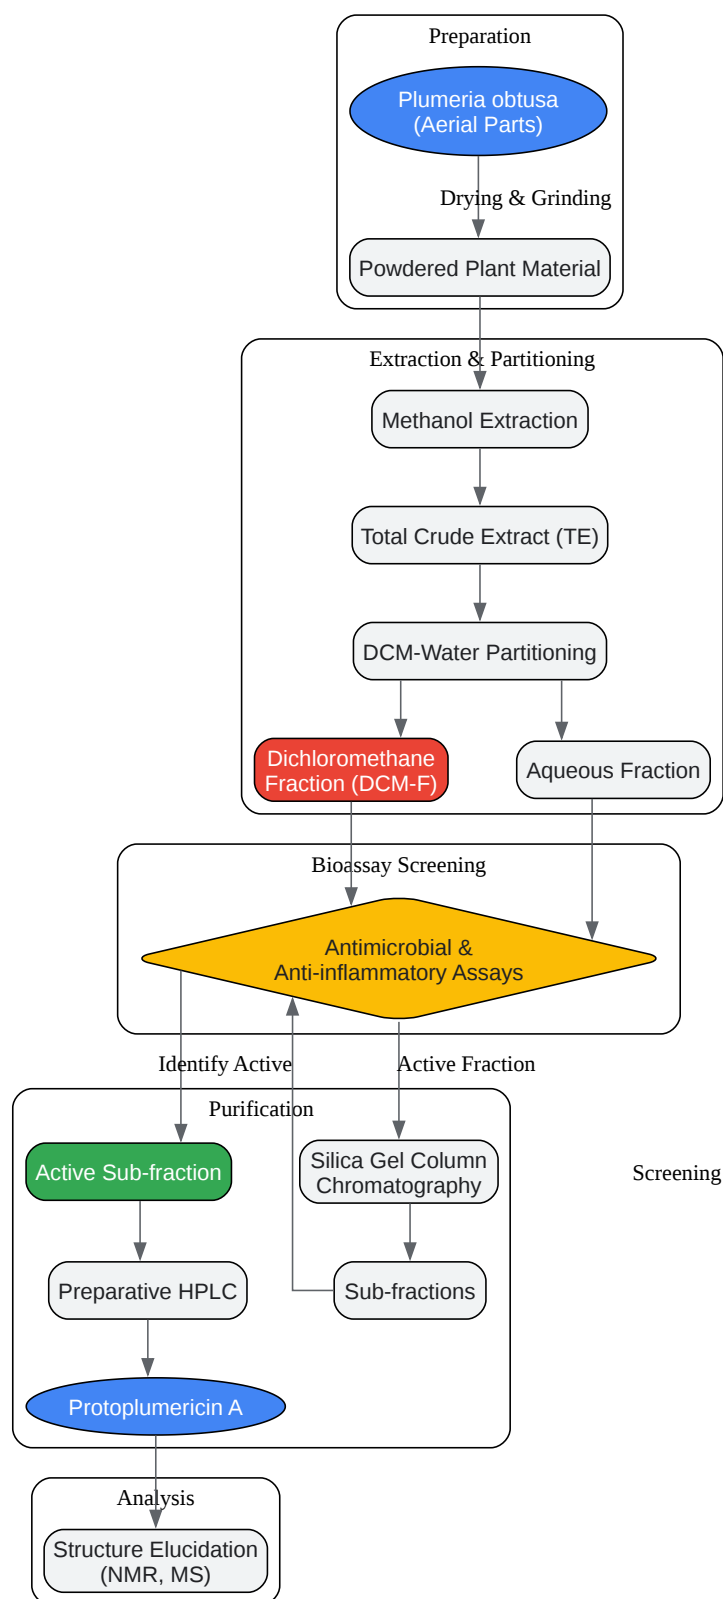 Preparation
Plumeria obtusa
(Aerial Parts)
Drying & Grinding
Powdered Plant Material
Extraction & Partitioning
Methanol Extraction
Total Crude Extract (TE)
DCM-Water Partitioning
Dichloromethane
Fraction (DCM-F)
Aqueous Fraction
Bioassay Screening
Antimicrobial &
Anti-inflammatory Assays
Identify Active
Active Fraction
Purification
Active Sub-fraction
Silica Gel Column
Chromatography
Screening
Preparative HPLC
Sub-fractions
Protoplumericin A
Analysis
Structure Elucidation
(NMR, MS)